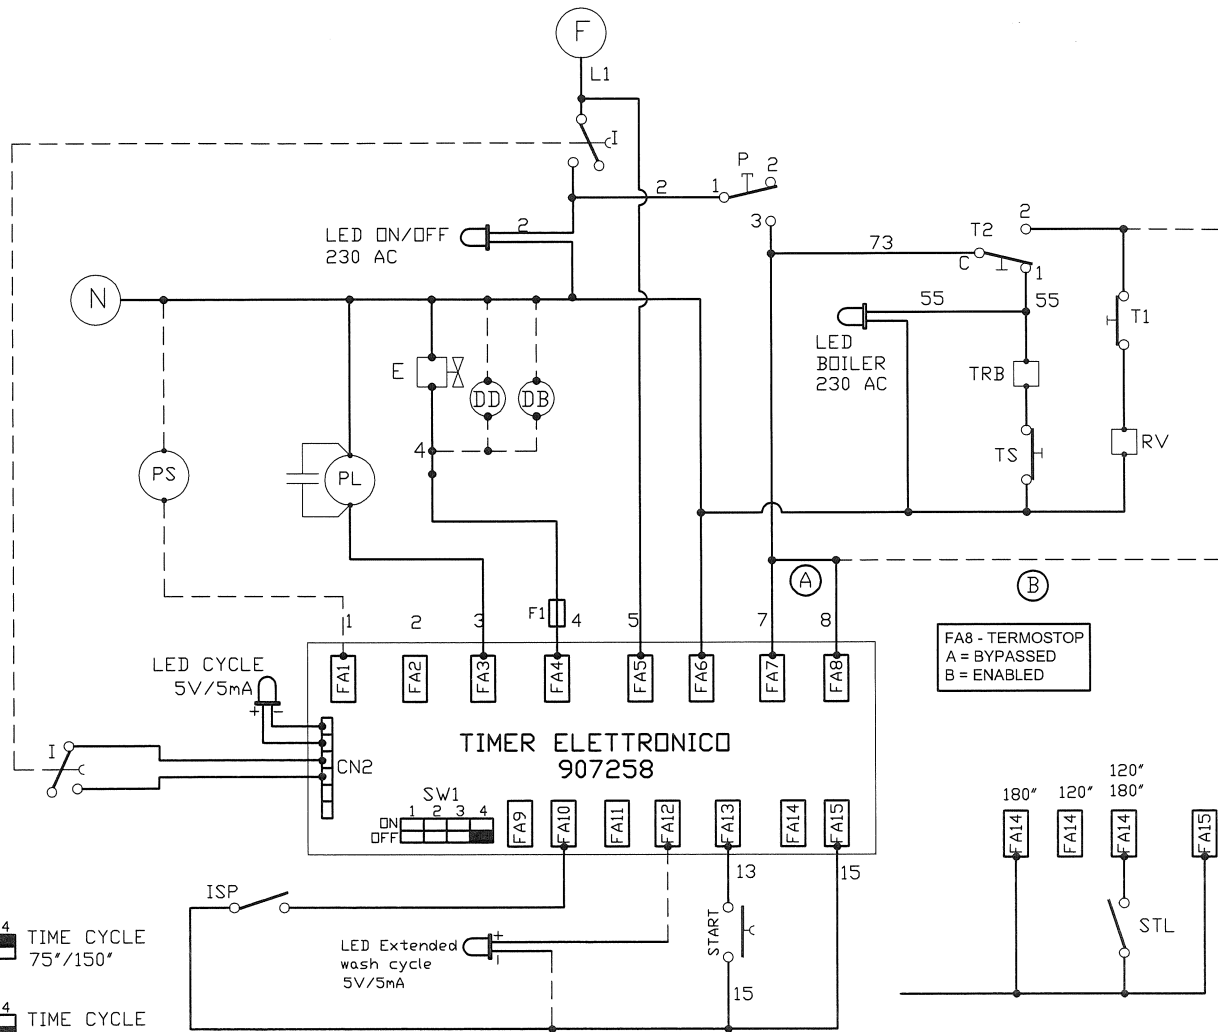 F
L1
I
P
2
1
2
3
LED ON/OFF
230 AC
2
N
73
T2
2
C
1
55
55
LED
BOILER
230 AC
T1
E
DD
DB
TRB
4
PS
PL
TS
RV
A
B
1
2
3
F1
4
5
7
8
FA8 - TERMOSTOP
A = BYPASSED
B = ENABLED
LED CYCLE
5V/5mA
+ -
FA1
FA2
FA3
FA4
FA5
FA6
FA7
FA8
TIMER ELETTRONICO
907258
I
CN2
SW1
1 2 3 4
ON
OFF
FA9
FA10
FA11
FA12
FA13
FA14
FA15
120"
180" 120" 180"
FA14
FA14
FA14
FA15
13
15
ISP
START
STL
LED Extended
wash cycle
5V/5mA
+
-
15
4
TIME CYCLE
75"/150"
4
TIME CYCLE